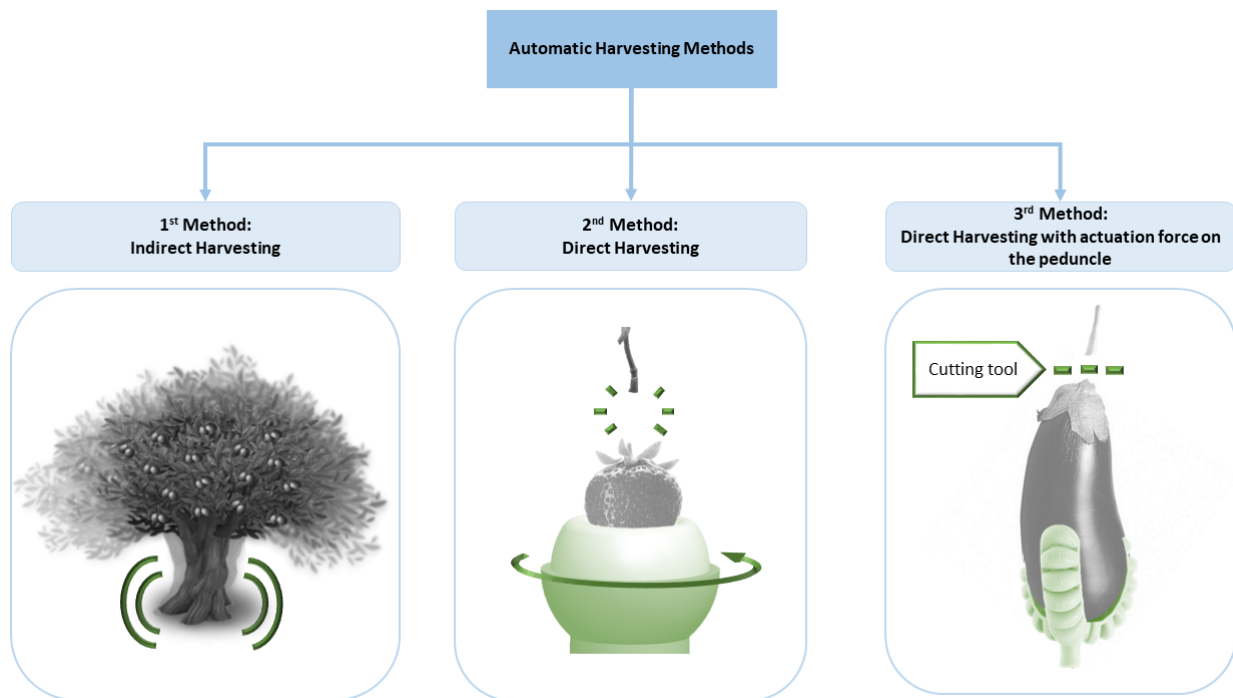 Automatic Harvesting Methods
1st Method:
Indirect Harvesting
2nd Method:
Direct Harvesting
3rd Method:
Direct Harvesting with actuation force on
the peduncle
Cutting tool